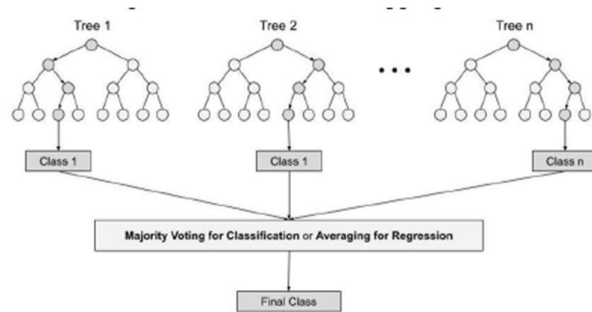 Tree 1 Tree 2 Tree n
...
Class 1 Class 1 Class n
Majority Voting for Classification or Averaging for Regression
Final Class